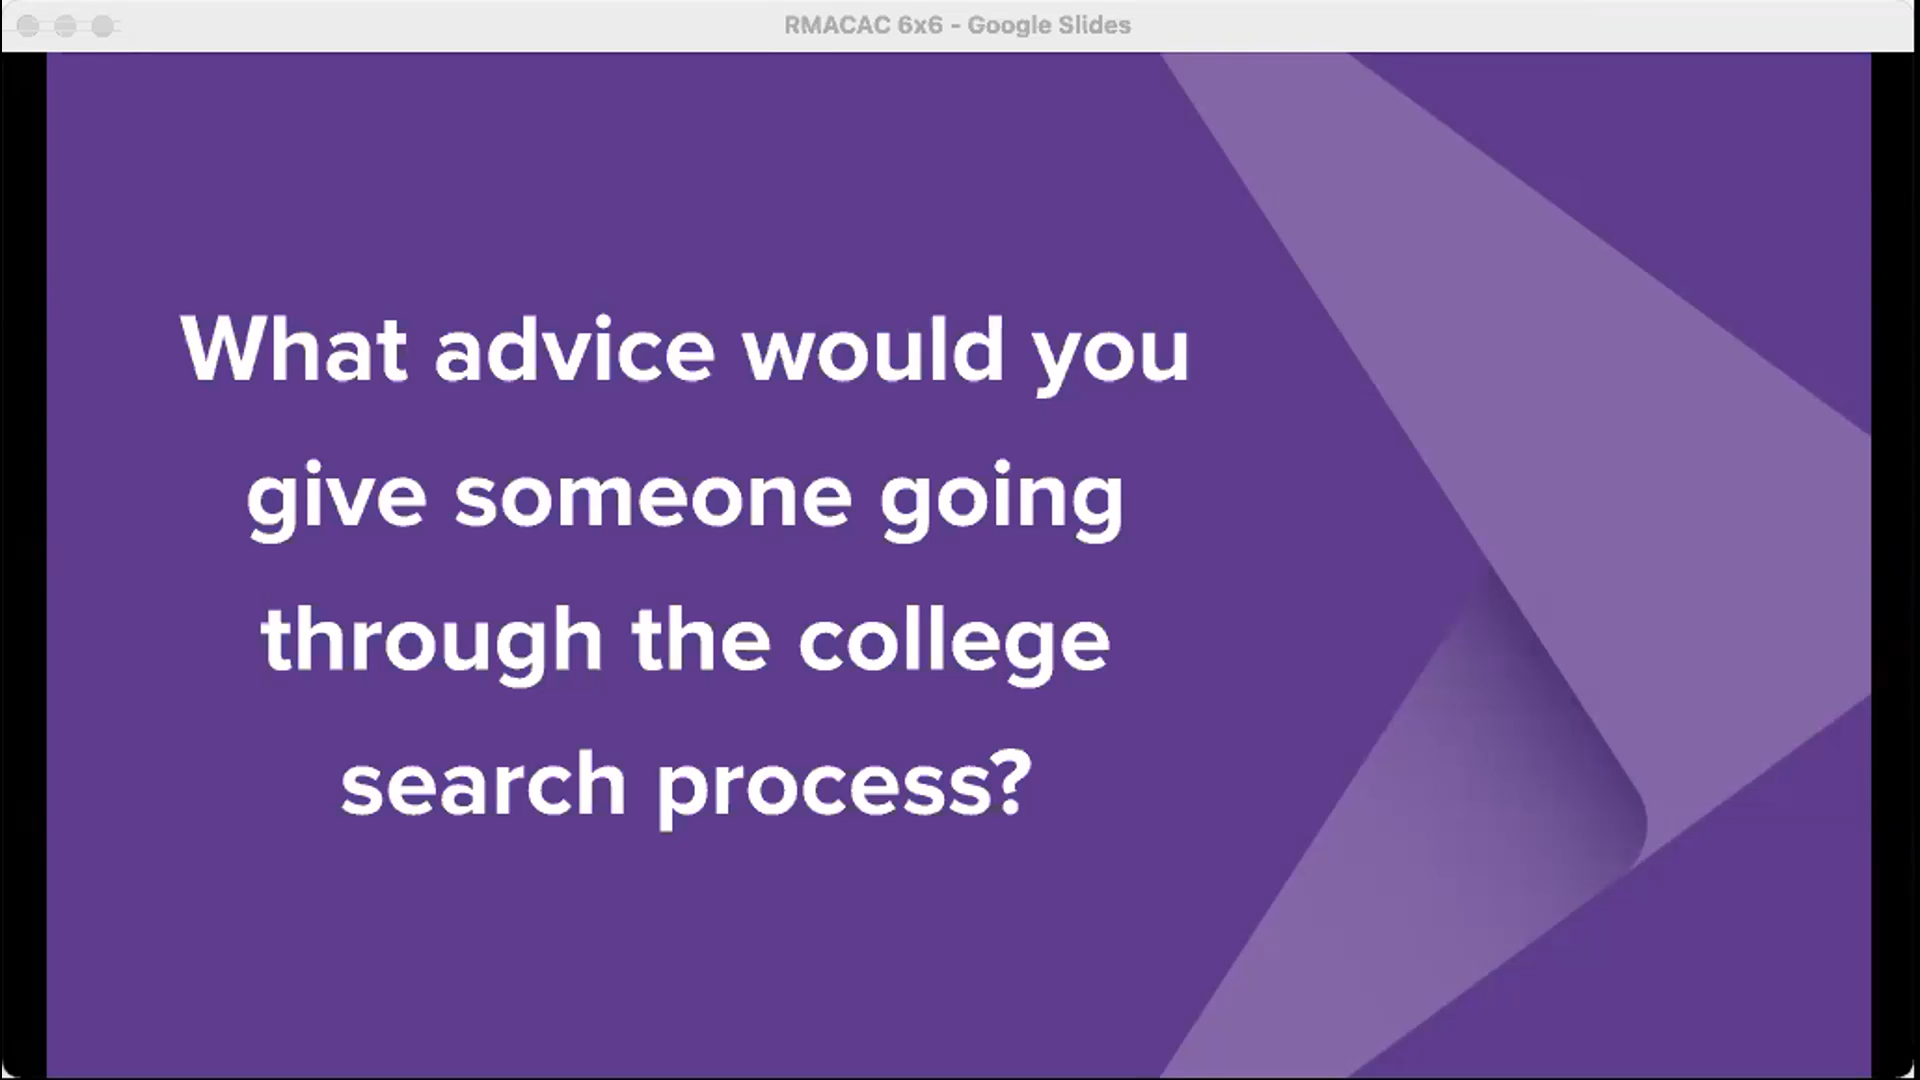 RMACAC 6x6 - Google Slides
What advice would you
give someone going
through the college
search process?